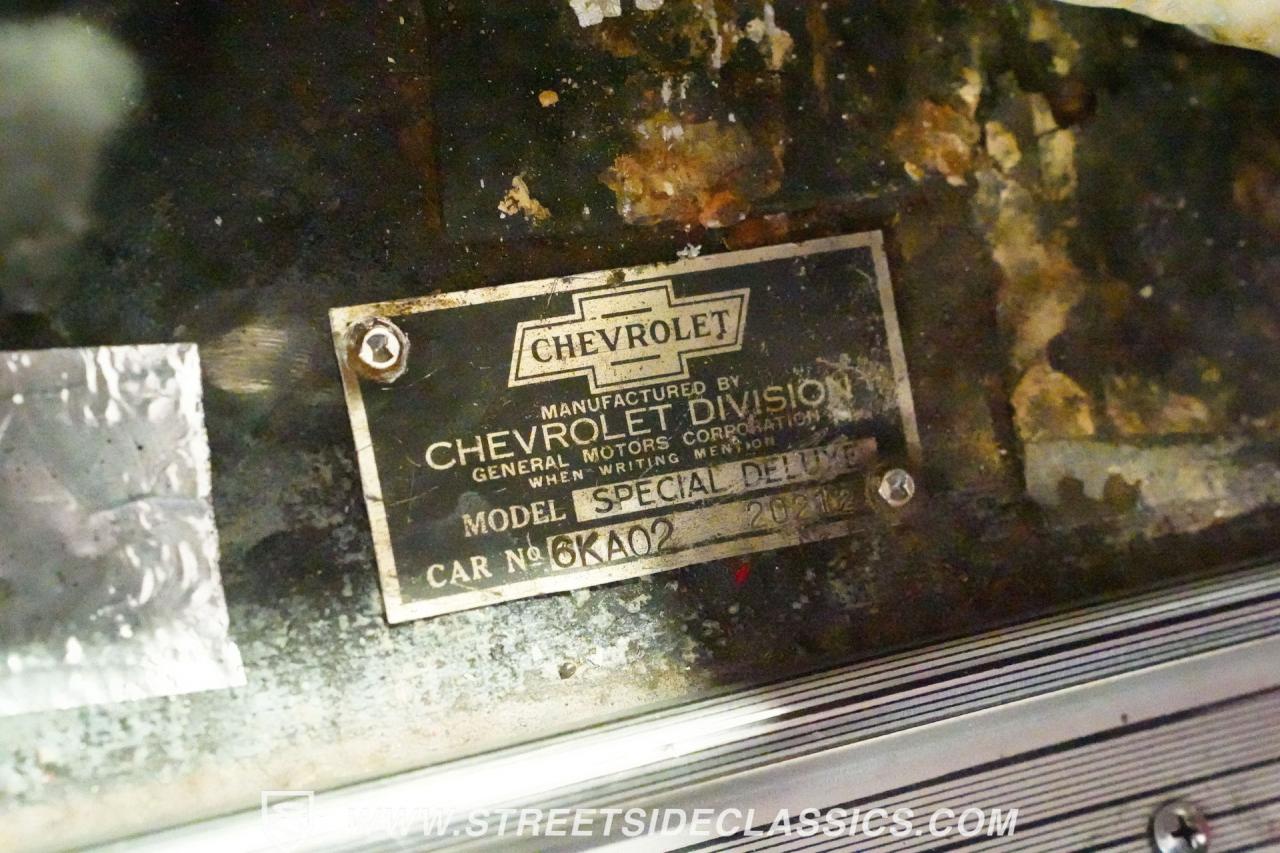 CHEVROLET
MANUFACTURED BY
CHEVROLET DIVISION
GENERAL MOTORS CORPORATION
WHEN WRITING MENTION
MODEL SPECIAL DELUXE
CAR Nº 6KA02 20212
WWW.STREETSIDECLASSICS.COM